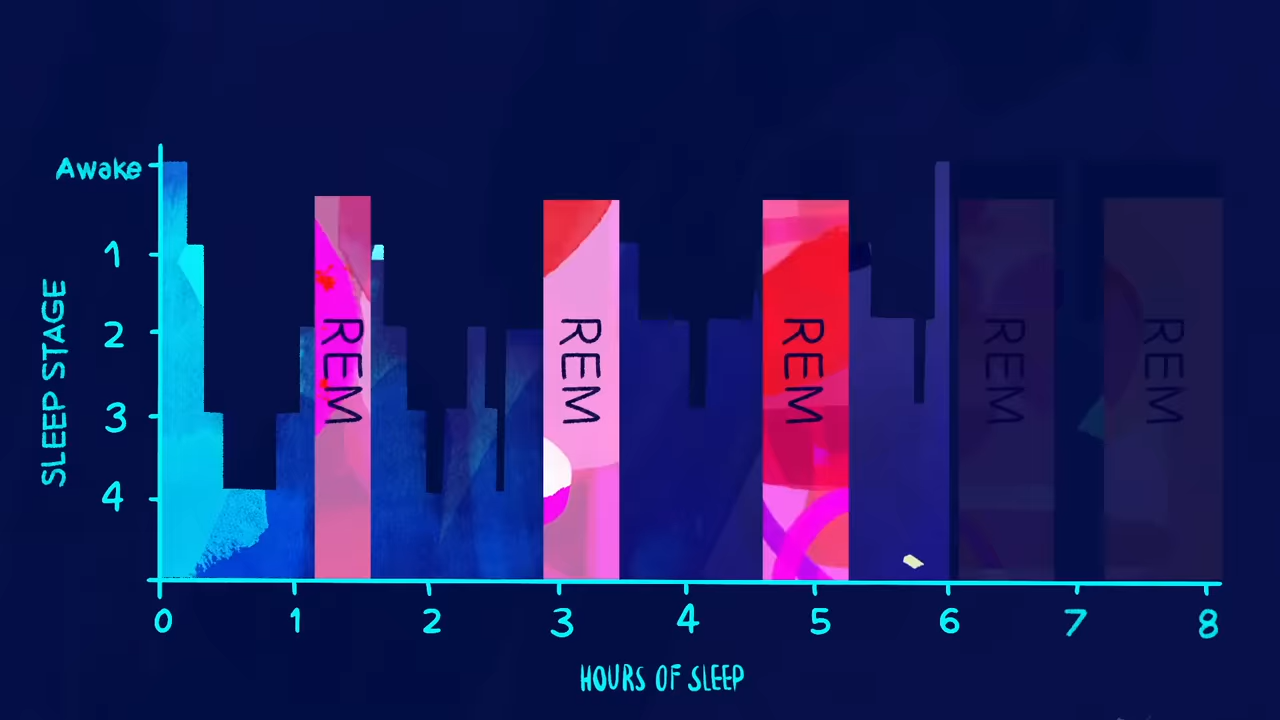 Awake
1
2
3
4
SLEEP STAGE
REM
REM
REM
REM
REM
0 1 2 3 4 5 6 7 8
HOURS OF SLEEP